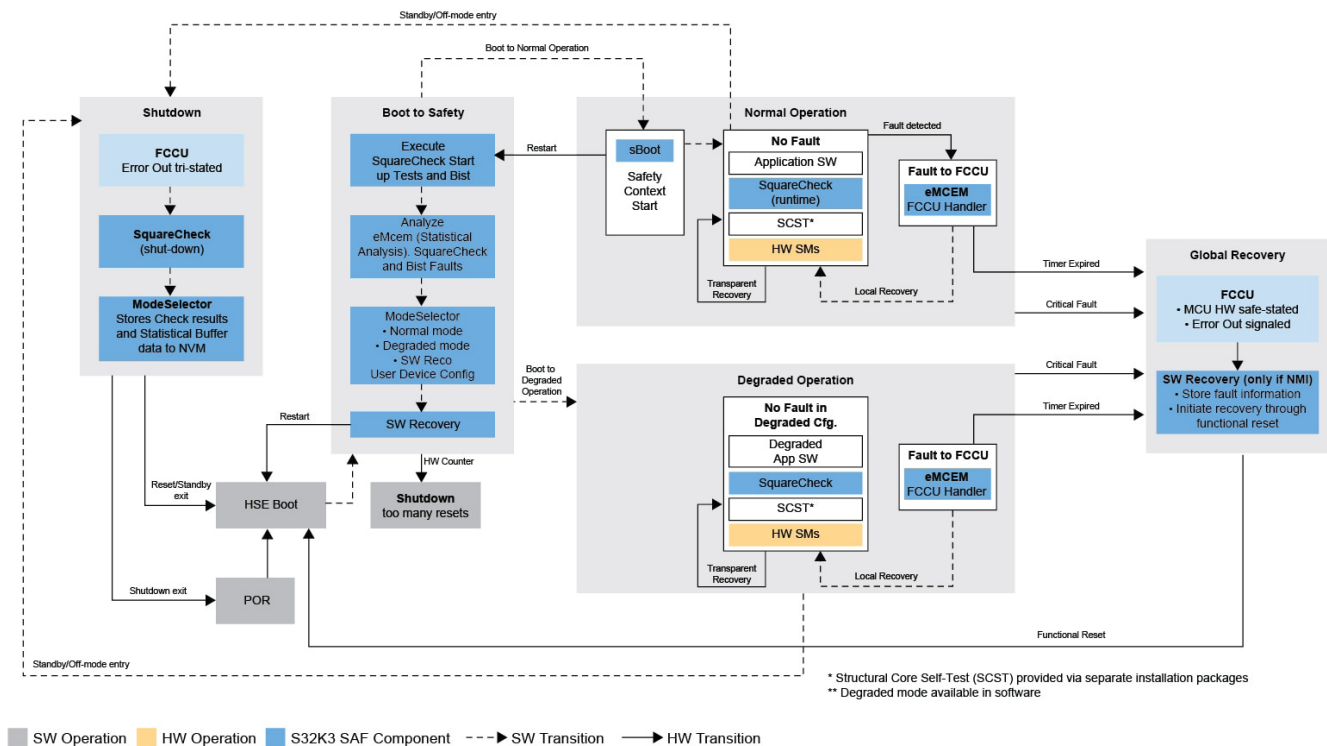 Standby/Off-mode entry
Boot to Normal Operation
Shutdown
FCCU
Error Out tri-stated
SquareCheck
(shut-down)
ModeSelector
Stores Check results
and Statistical Buffer
data to NVM
Boot to Safety
Execute
SquareCheck Start
up Tests and Bist
Analyze
eMcem (Statistical
Analysis). SquareCheck
and Bist Faults
ModeSelector
• Normal mode
• Degraded mode
• SW Reco
User Device Config
SW Recovery
Restart
Normal Operation
sBoot
Safety
Context
Start
No Fault
Application SW
SquareCheck
(runtime)
SCST*
HW SMs
Transparent
Recovery
Fault detected
Fault to FCCU
eMCEM
FCCU Handler
Local Recovery
Timer Expired
Critical Fault
Global Recovery
FCCU
• MCU HW safe-stated
• Error Out signaled
SW Recovery (only if NMI)
• Store fault information
• Initiate recovery through
functional reset
Boot to
Degraded
Operation
Degraded Operation
No Fault in
Degraded Cfg.
Degraded
App SW
SquareCheck
SCST*
HW SMs
Transparent
Recovery
Fault to FCCU
eMCEM
FCCU Handler
Local Recovery
Critical Fault
Timer Expired
Restart
HW Counter
Reset/Standby
exit
HSE Boot
Shutdown
too many resets
Shutdown exit
POR
Functional Reset
Standby/Off-mode entry
* Structural Core Self-Test (SCST) provided via separate installation packages
** Degraded mode available in software
SW Operation
HW Operation
S32K3 SAF Component
SW Transition
HW Transition